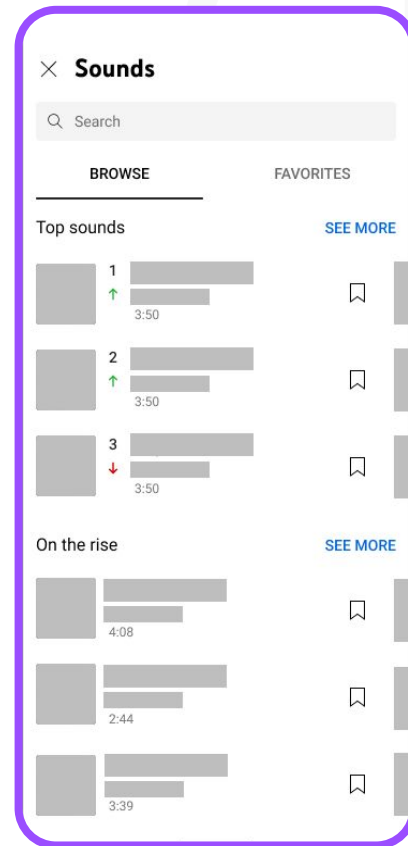 Sounds
Search
BROWSE FAVORITES
Top sounds SEE MORE
1
3:50
2
3:50
3
3:50
On the rise SEE MORE
4:08
2:44
3:39